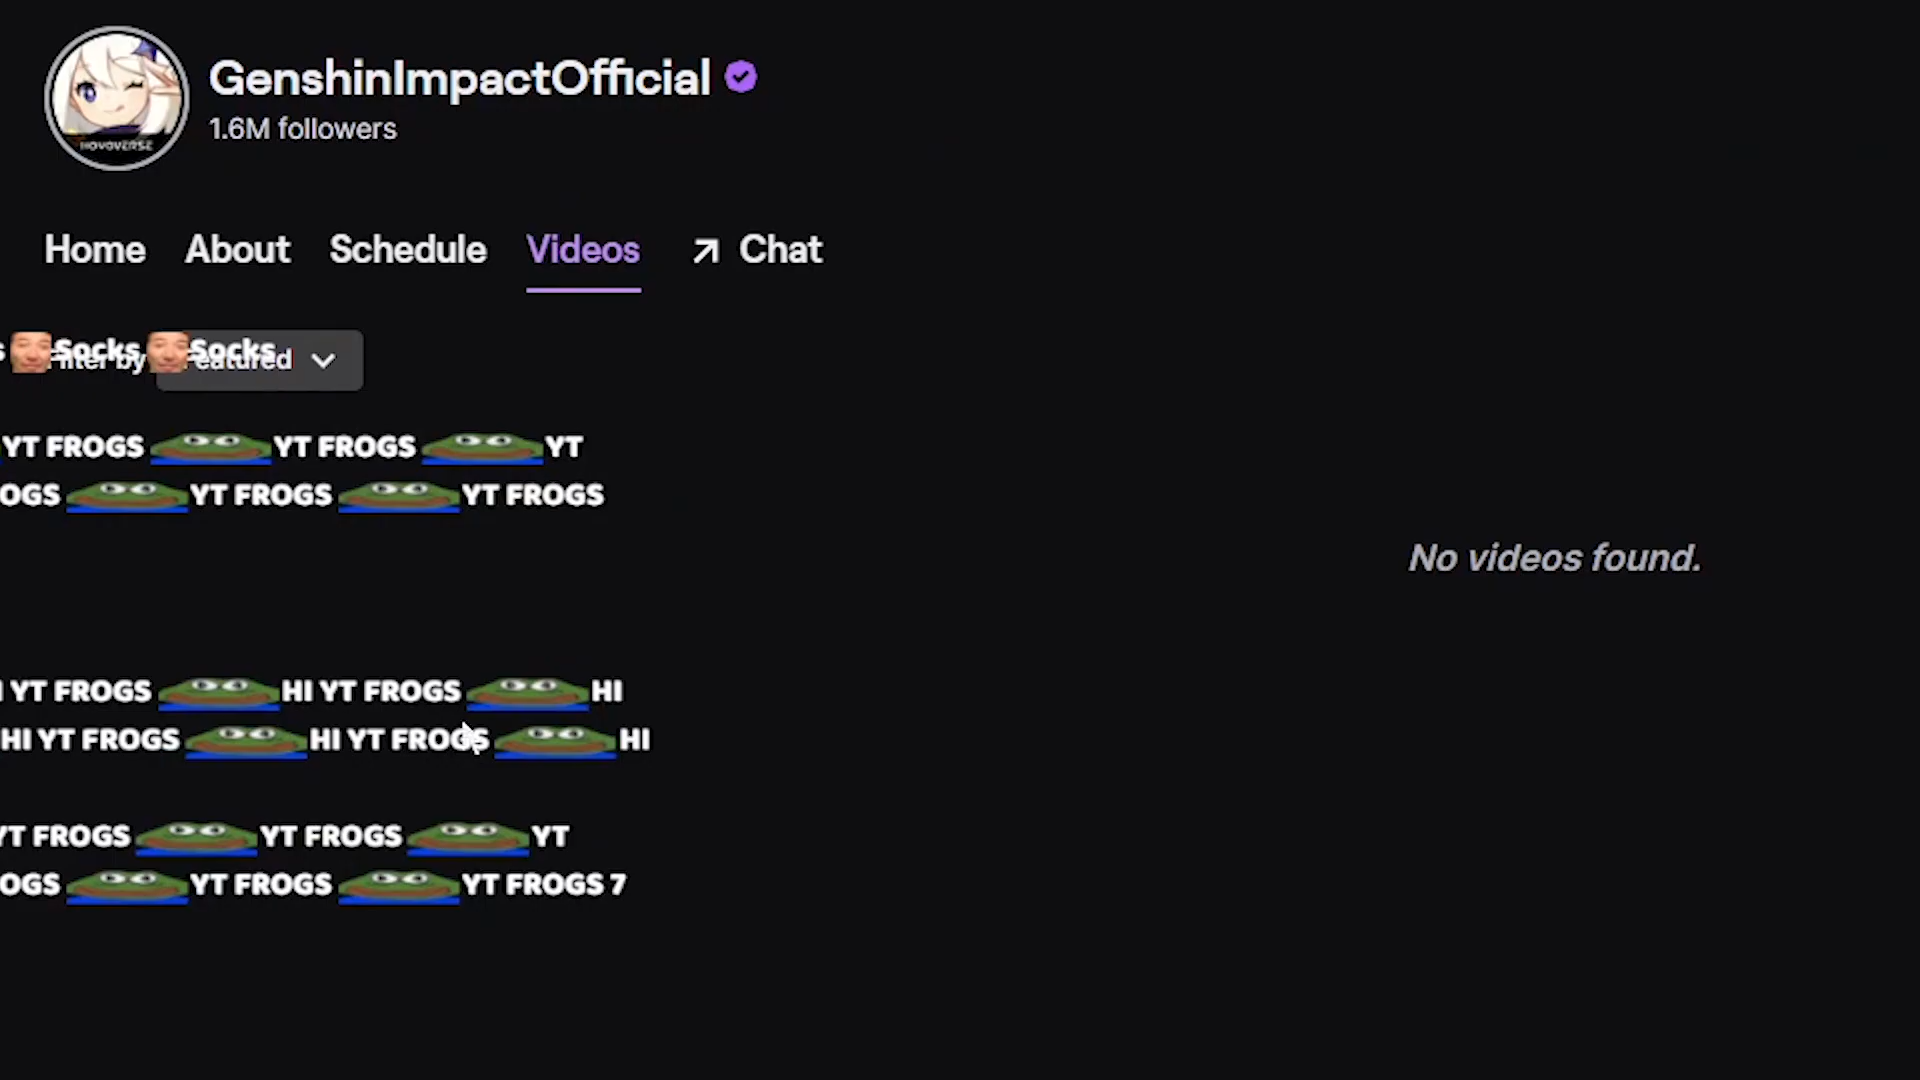 GenshinImpactOfficial
1.6M followers
HOYOVERSE
Home About Schedule Videos Chat
Socks Socks
Filter by Featured
YT FROGS YT FROGS YT
OGS YT FROGS YT FROGS
No videos found.
YT FROGS HI YT FROGS HI
HI YT FROGS HI YT FROGS HI
YT FROGS YT FROGS YT
OGS YT FROGS YT FROGS 7